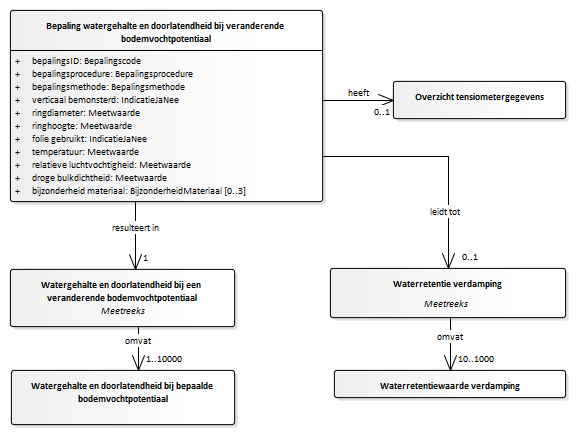 Bepaling watergehalte en doorlatendheid bij veranderende
bodemvochtpotentiaal
+ bepalingsID: Bepalingscode
+ bepalingsprocedure: Bepalingsprocedure
+ bepalingsmethode: Bepalingsmethode
+ verticaal bemonsterd: IndicatieJaNee
+ ringdiameter: Meetwaarde
+ ringhoogte: Meetwaarde
+ folie gebruikt: IndicatieJaNee
+ temperatuur: Meetwaarde
+ relatieve luchtvochtigheid: Meetwaarde
+ droge bulkdichtheid: Meetwaarde
+ bijzonderheid materiaal: BijzonderheidMateriaal [0..3]
heeft
0..1
Overzicht tensiometergegevens
resulteert in
1
leidt tot
0..1
Watergehalte en doorlatendheid bij een
veranderende bodemvochtpotentiaal
Meetreeks
Waterretentie verdamping
Meetreeks
omvat
1..10000
omvat
10..1000
Watergehalte en doorlatendheid bij bepaalde
bodemvochtpotentiaal
Waterretentiewaarde verdamping